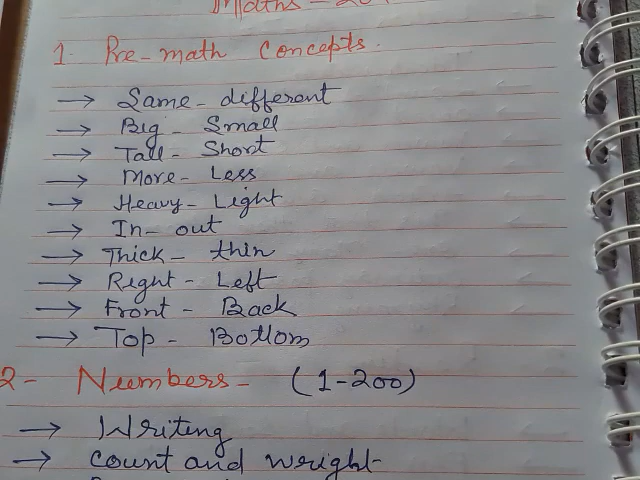 Maths -
1. Pre-math Concepts.
→ Same - different
→ Big - Small
→ Tall - Short
→ More - Less
→ Heavy - Light
→ In - out
→ Thick - thin
→ Right - Left
→ Front - Back
→ Top - Bottom
2 - Numbers - (1-200)
→ Writing
→ Count and wright -